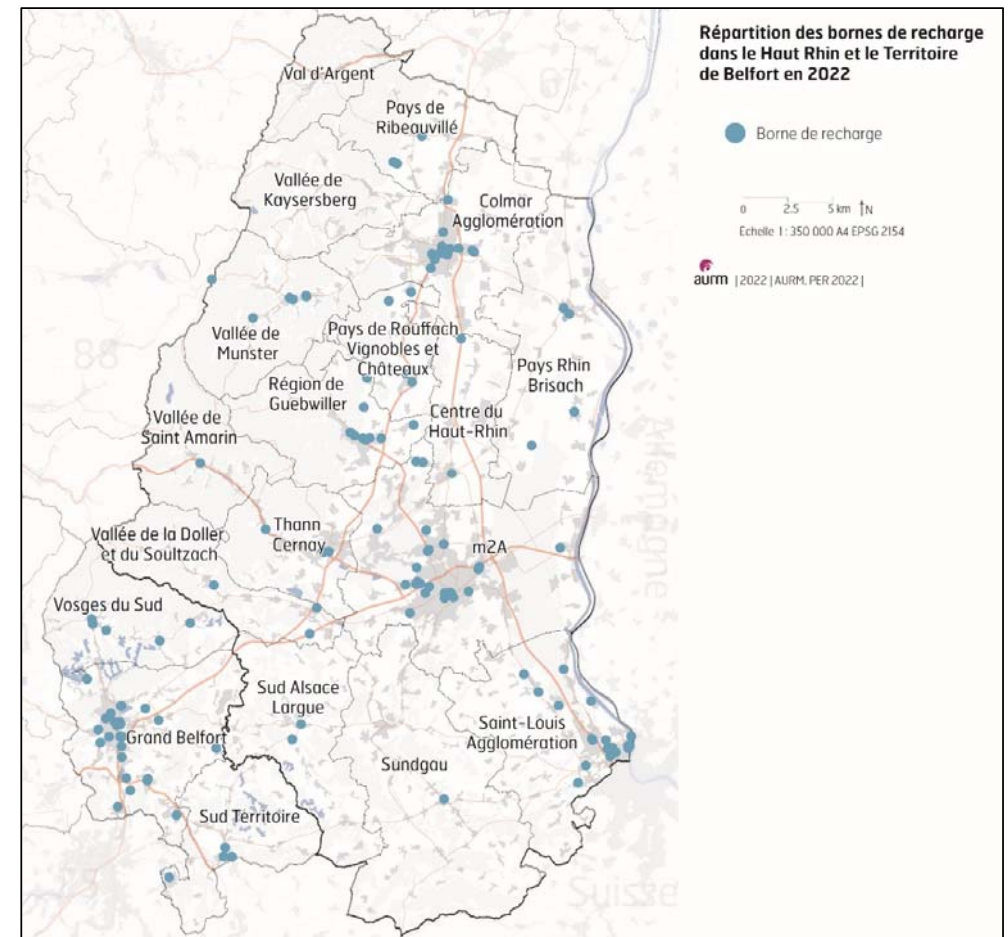 Répartition des bornes de recharge
dans le Haut Rhin et le Territoire
de Belfort en 2022
Borne de recharge
0 2.5 5 km N
Echelle 1 : 350 000 A4 EPSG 2154
aurm | 2022 | AURM, PER 2022 |
67
Val d'Argent
Pays de
Ribeauvillé
Vallée de
Kaysersberg
Colmar
Agglomération
88
Vallée de
Munster
Pays de Rouffach
Vignobles et
Châteaux
Pays Rhin
Brisach
Région de
Guebwiller
Vallée de
Saint Amarin
Centre du
Haut-Rhin
Allemagne
Thann
Cernay
Vallée de la Doller
et du Soultzach
m2A
Vosges du Sud
Sud Alsace
Largue
Grand Belfort
Saint-Louis
Agglomération
Sundgau
Sud Territoire
Suisse